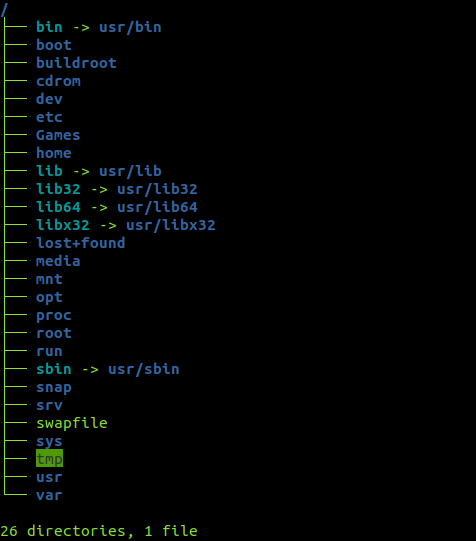 /
├── bin -> usr/bin
├── boot
├── buildroot
├── cdrom
├── dev
├── etc
├── Games
├── home
├── lib -> usr/lib
├── lib32 -> usr/lib32
├── lib64 -> usr/lib64
├── libx32 -> usr/libx32
├── lost+found
├── media
├── mnt
├── opt
├── proc
├── root
├── run
├── sbin -> usr/sbin
├── snap
├── srv
├── swapfile
├── sys
├── tmp
├── usr
└── var

26 directories, 1 file